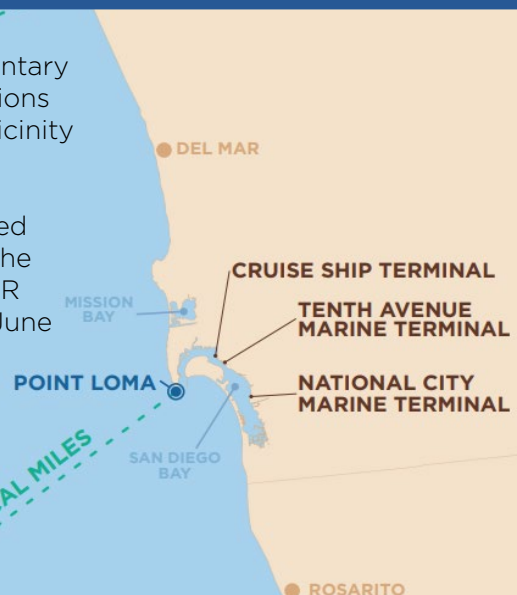 ntary
ions
icinity
ed
he
R
June
DEL MAR
CRUISE SHIP TERMINAL
MISSION
BAY
TENTH AVENUE
MARINE TERMINAL
POINT LOMA
NATIONAL CITY
MARINE TERMINAL
SAN DIEGO
BAY
AL MILES
ROSARITO